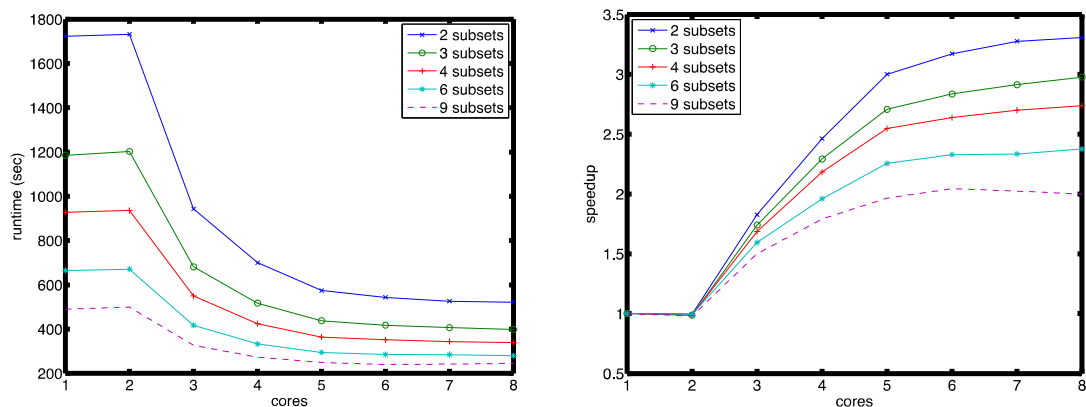 1800
1600
1400
1200
1000
800
600
400
200
runtime (sec)
1 2 3 4 5 6 7 8
cores
2 subsets
3 subsets
4 subsets
6 subsets
9 subsets
3.5
3
2.5
2
1.5
1
0.5
speedup
1 2 3 4 5 6 7 8
cores
2 subsets
3 subsets
4 subsets
6 subsets
9 subsets